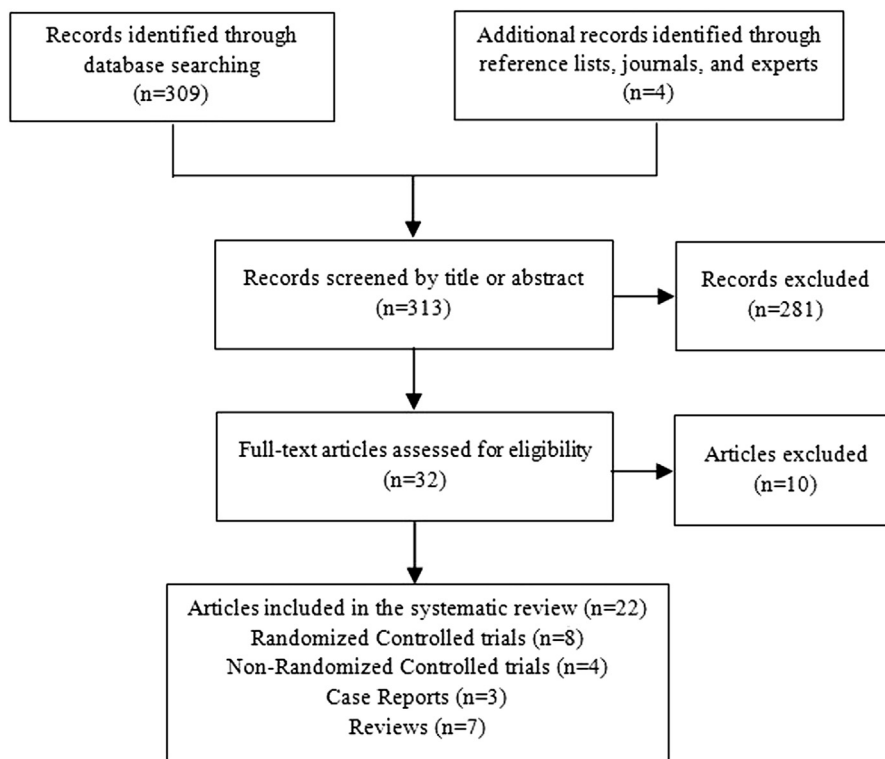 Records identified through
database searching
(n=309)
Additional records identified through
reference lists, journals, and experts
(n=4)
Records screened by title or abstract
(n=313)
Records excluded
(n=281)
Full-text articles assessed for eligibility
(n=32)
Articles excluded
(n=10)
Articles included in the systematic review (n=22)
Randomized Controlled trials (n=8)
Non-Randomized Controlled trials (n=4)
Case Reports (n=3)
Reviews (n=7)